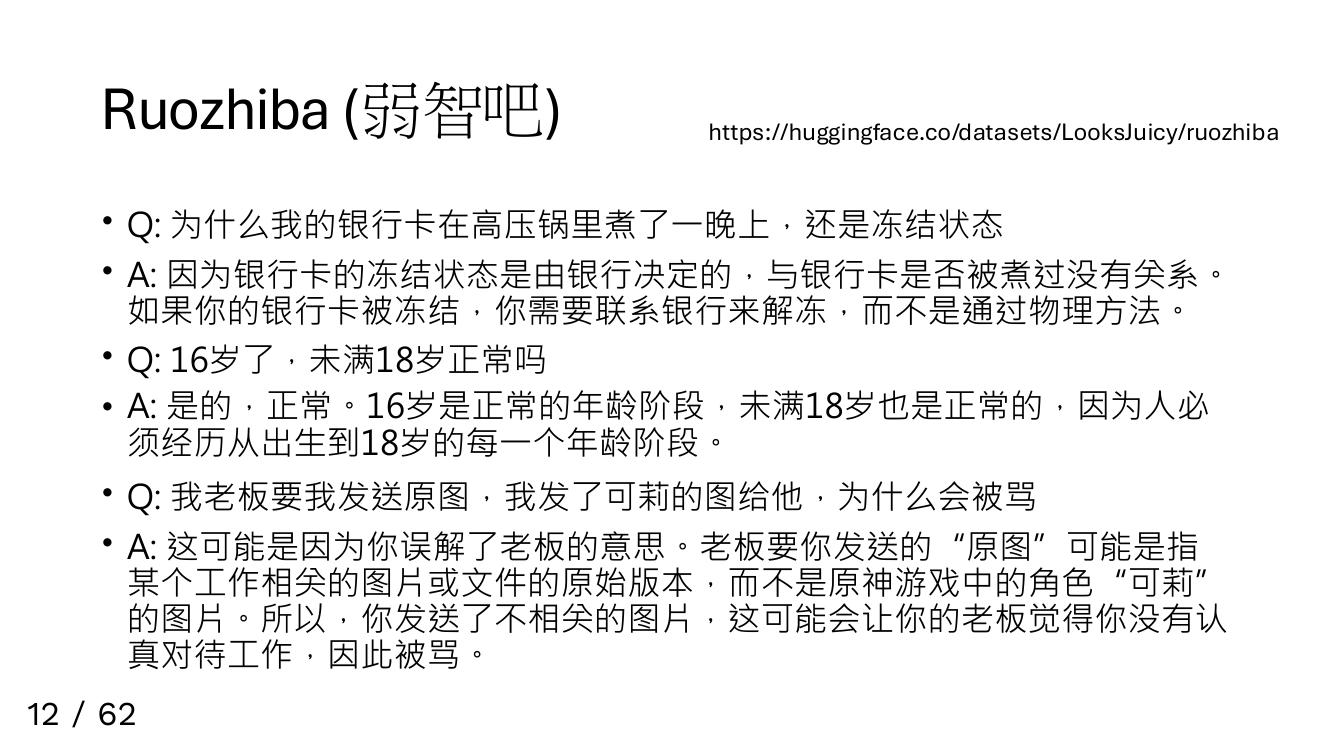 Ruozhiba (弱智吧)
https://huggingface.co/datasets/LooksJuicy/ruozhiba
• Q: 为什么我的银行卡在高压锅里煮了一晚上，还是冻结状态
• A: 因为银行卡的冻结状态是由银行决定的，与银行卡是否被煮过没有关系。
如果你的银行卡被冻结，你需要联系银行来解冻，而不是通过物理方法。
• Q: 16岁了，未满18岁正常吗
• A: 是的，正常。16岁是正常的年龄阶段，未满18岁也是正常的，因为人必
须经历从出生到18岁的每一个年龄阶段。
• Q: 我老板要我发送原图，我发了可莉的图给他，为什么会被骂
• A: 这可能是因为你误解了老板的意思。老板要你发送的“原图”可能是指
某个工作相关的图片或文件的原始版本，而不是原神游戏中的角色“可莉”
的图片。所以，你发送了不相关的图片，这可能会让你的老板觉得你没有认
真对待工作，因此被骂。
12 / 62